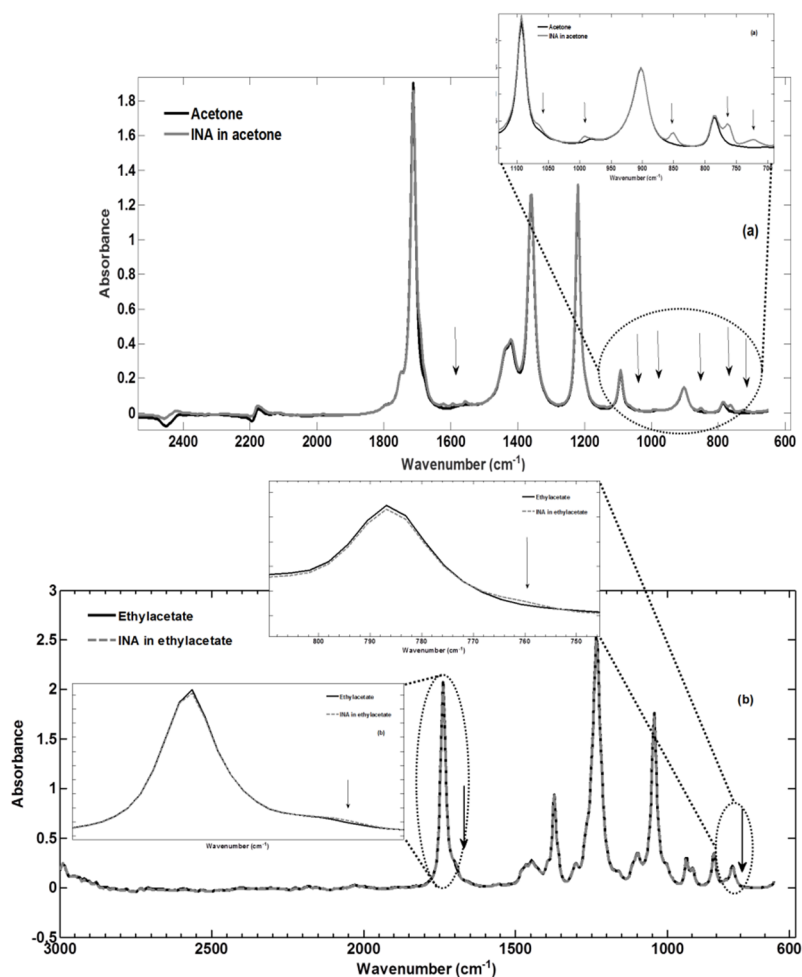 Acetone
INA in acetone
(a)
1100 1050 1000 950 900 850 800 750 700
Wavenumber (cm-1)
Acetone
INA in acetone
(a)
Absorbance
1.8
1.6
1.4
1.2
1
0.8
0.6
0.4
0.2
0
2400 2200 2000 1800 1600 1400 1200 1000 800 600
Wavenumber (cm-1)
Ethylacetate
INA in ethylacetate
800 790 780 770 760 750
Wavenumber (cm-1)
Ethylacetate
INA in ethylacetate
(b)
Ethylacetate
INA in ethylacetate
(b)
Wavenumber (cm-1)
Absorbance
3
2.5
2
1.5
1
0.5
0
-0.5
3000 2500 2000 1500 1000 600
Wavenumber (cm-1)